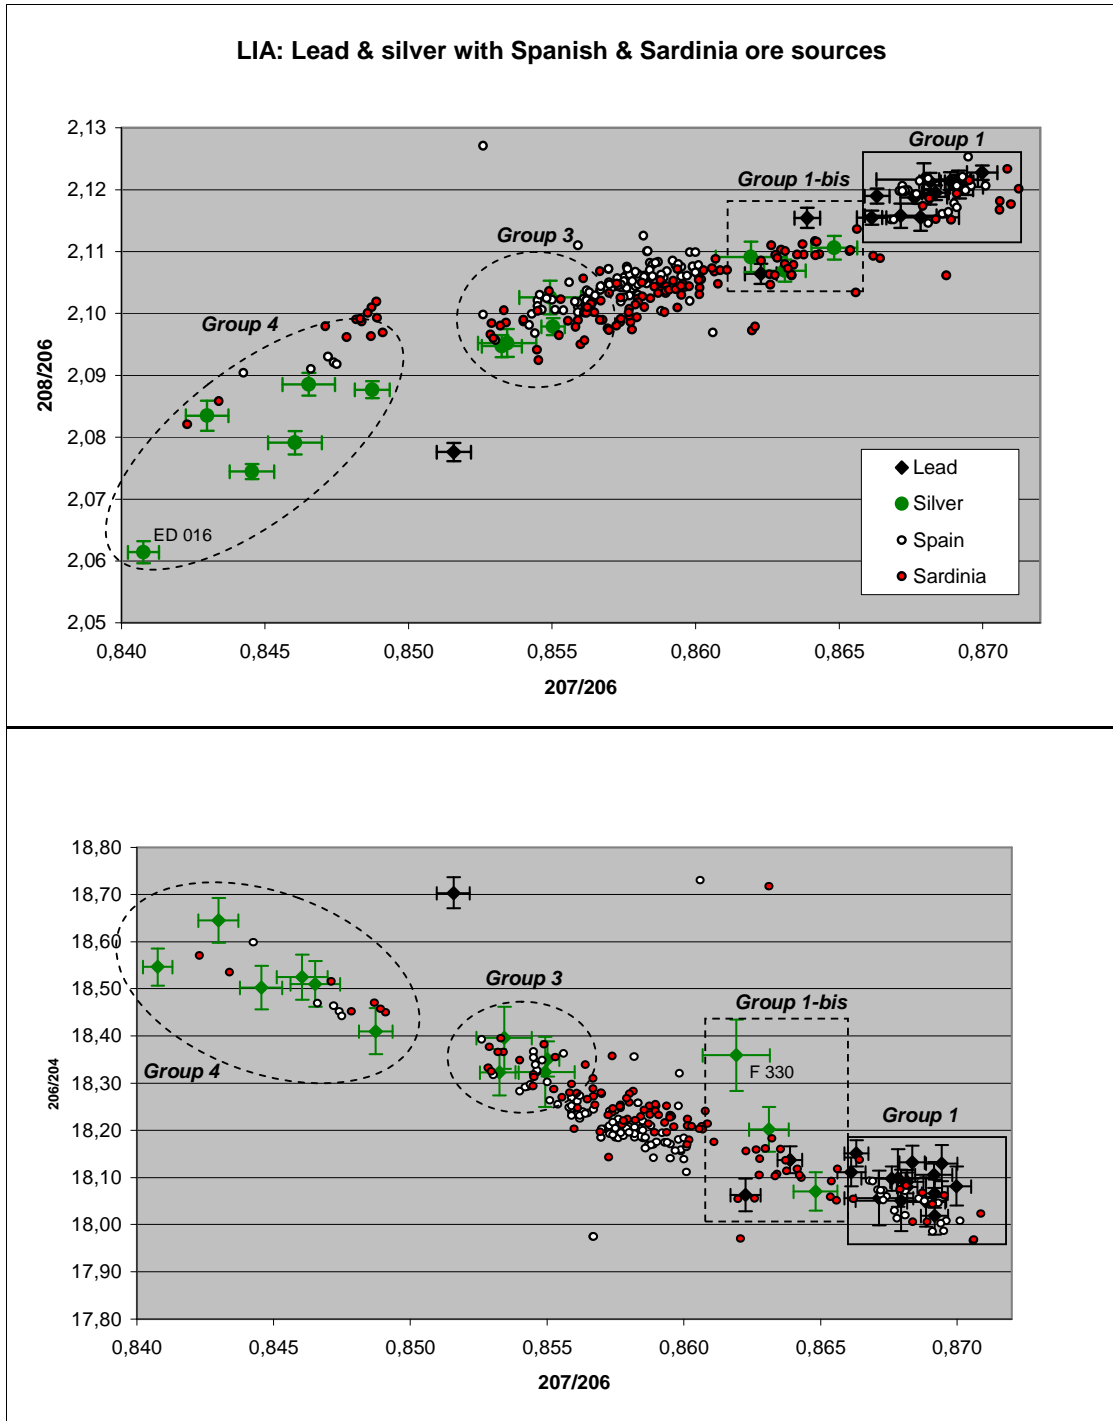 LIA: Lead & silver with Spanish & Sardinia ore sources
2,13
2,12
2,11
2,10
2,09
2,08
2,07
2,06
2,05
208/206
Group 1
Group 1-bis
Group 3
Group 4
ED 016
Lead
Silver
Spain
Sardinia
0,840 0,845 0,850 0,855 0,860 0,865 0,870
207/206
18,80
18,70
18,60
18,50
18,40
18,30
18,20
18,10
18,00
17,90
17,80
206/204
Group 3
Group 1-bis
F 330
Group 4
Group 1
0,840 0,845 0,850 0,855 0,860 0,865 0,870
207/206